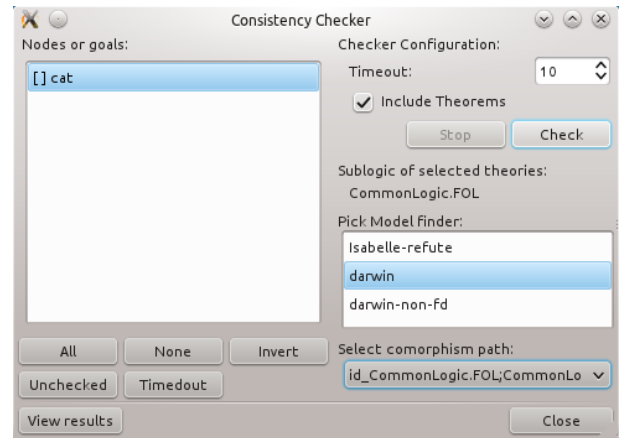 Consistency Checker
Nodes or goals:
[ ] cat
All
None
Invert
Unchecked
Timedout
View results
Checker Configuration:
Timeout:
10
Include Theorems
Stop
Check
Sublogic of selected theories:
CommonLogic.FOL
Pick Model finder:
Isabelle-refute
darwin
darwin-non-fd
Select comorphism path:
id_CommonLogic.FOL;CommonLo
Close